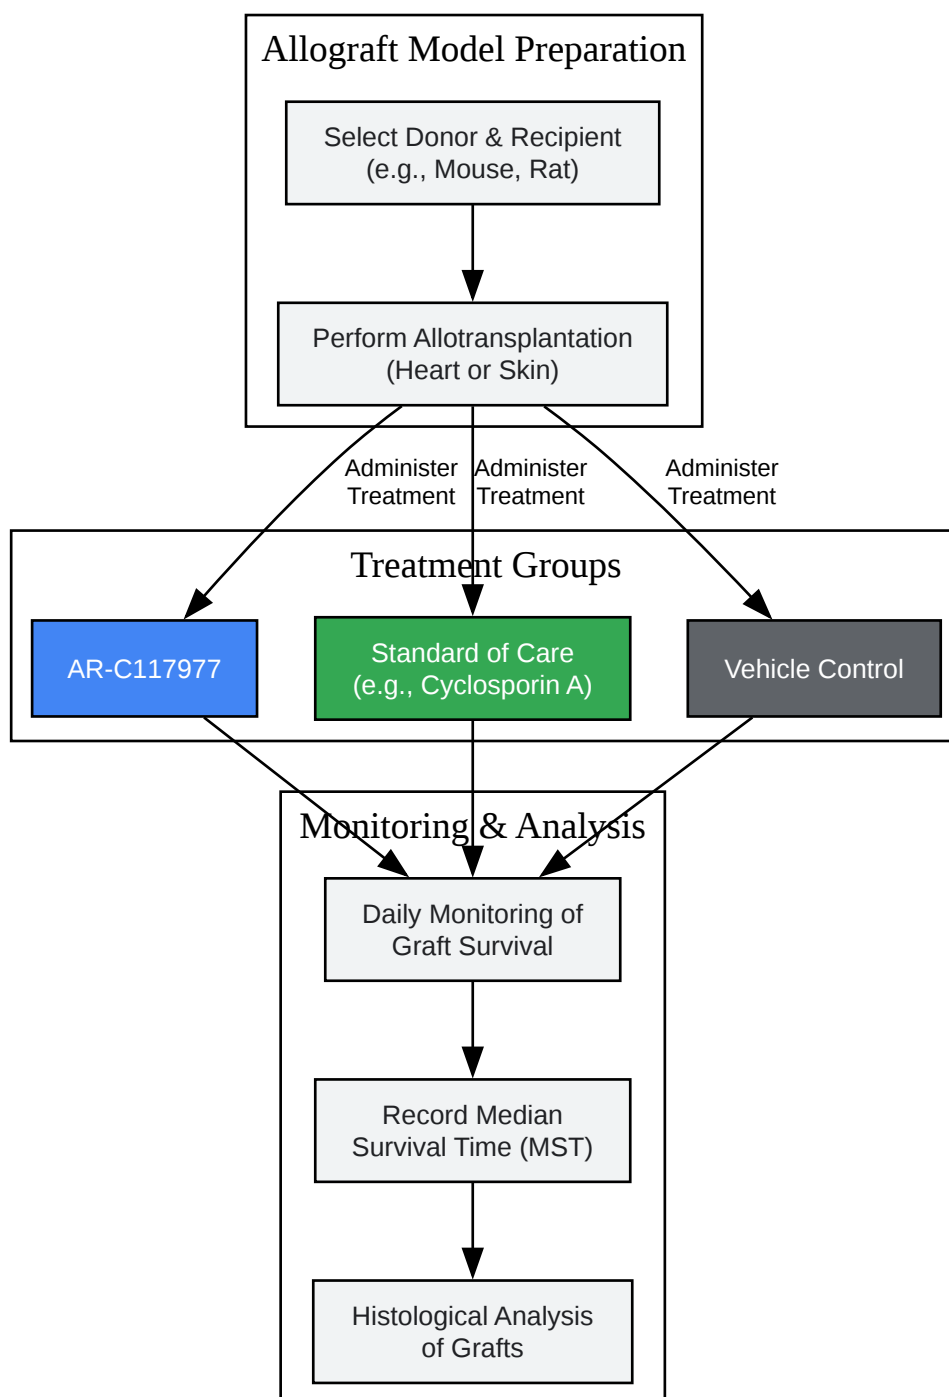 Allograft Model Preparation
Select Donor & Recipient
(e.g., Mouse, Rat)
Perform Allotransplantation
(Heart or Skin)
Administer
Treatment
Administer
Treatment
Administer
Treatment
Treatment Groups
AR-C117977
Standard of Care
(e.g., Cyclosporin A)
Vehicle Control
Monitoring & Analysis
Daily Monitoring of
Graft Survival
Record Median
Survival Time (MST)
Histological Analysis
of Grafts